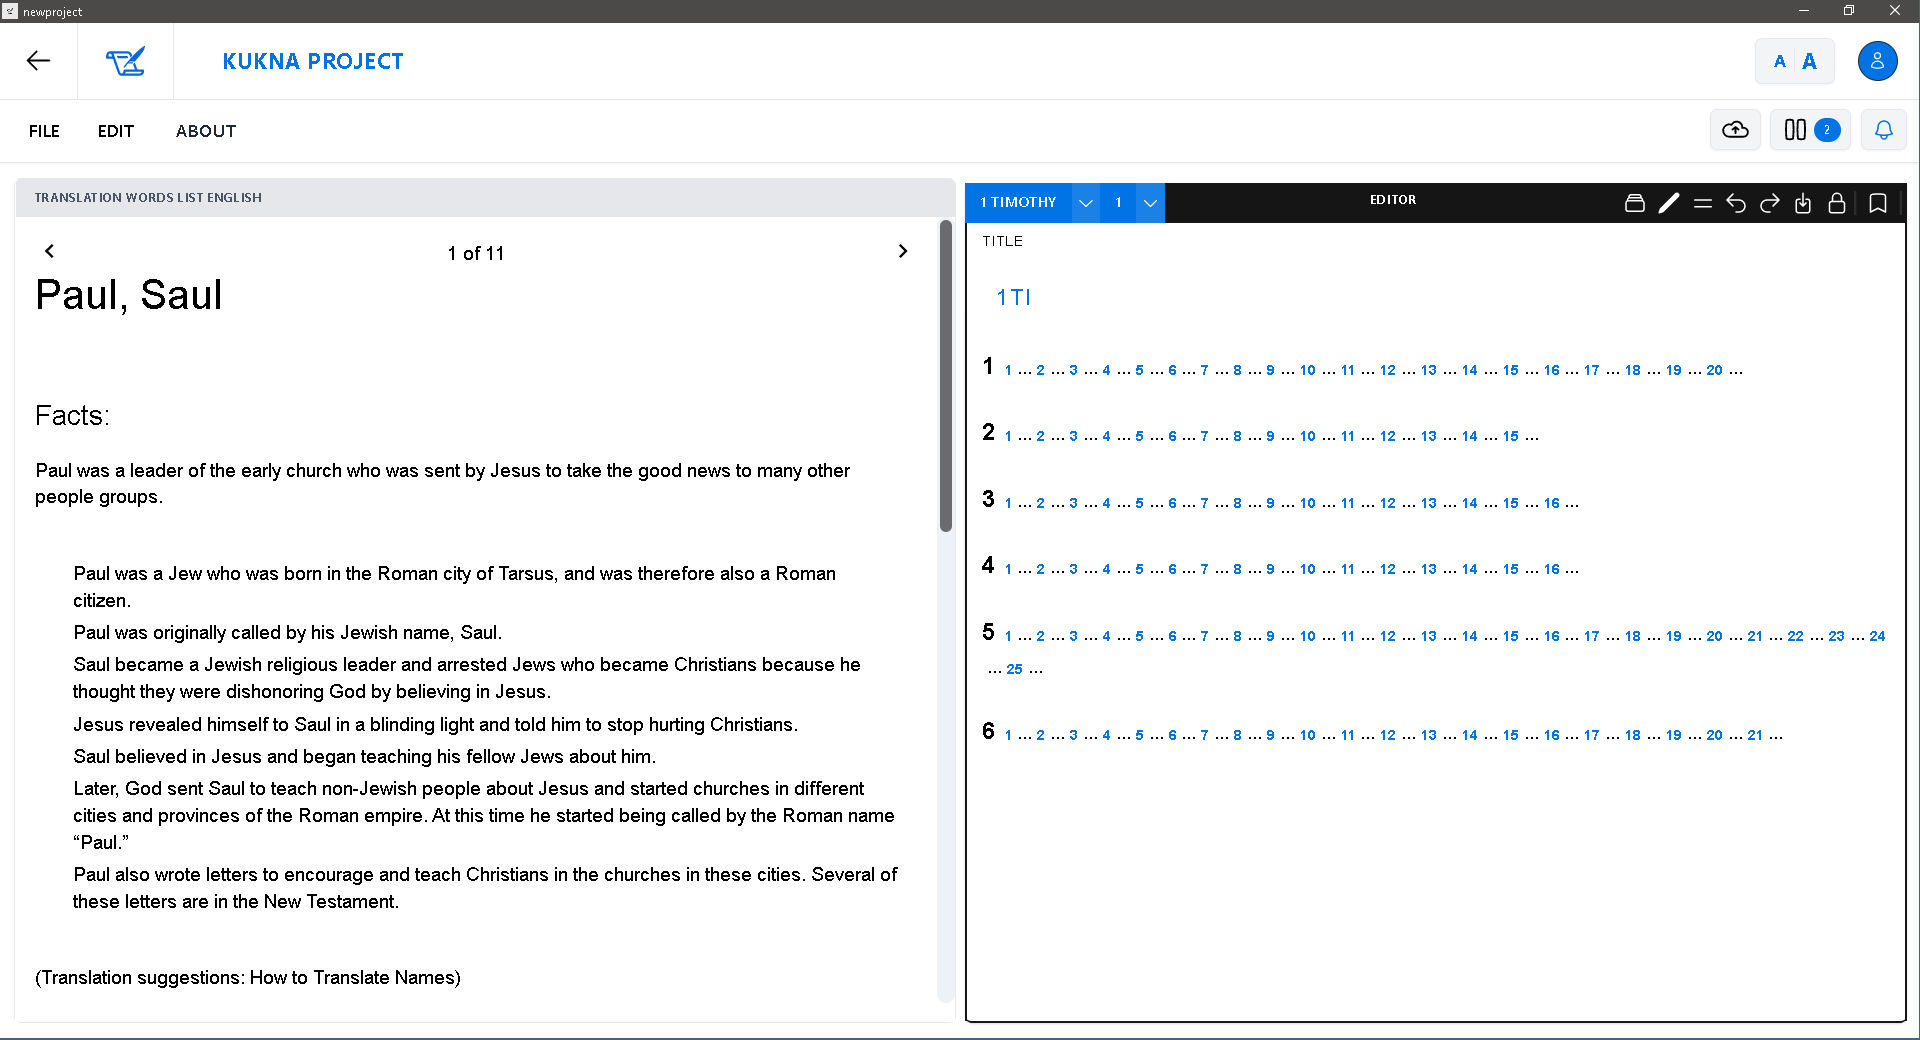 newproject
KUKNA PROJECT
A A
FILE EDIT ABOUT
2
TRANSLATION WORDS LIST ENGLISH
1 of 11
Paul, Saul
Facts:
Paul was a leader of the early church who was sent by Jesus to take the good news to many other
people groups.
Paul was a Jew who was born in the Roman city of Tarsus, and was therefore also a Roman
citizen.
Paul was originally called by his Jewish name, Saul.
Saul became a Jewish religious leader and arrested Jews who became Christians because he
thought they were dishonoring God by believing in Jesus.
Jesus revealed himself to Saul in a blinding light and told him to stop hurting Christians.
Saul believed in Jesus and began teaching his fellow Jews about him.
Later, God sent Saul to teach non-Jewish people about Jesus and started churches in different
cities and provinces of the Roman empire. At this time he started being called by the Roman name
“Paul.”
Paul also wrote letters to encourage and teach Christians in the churches in these cities. Several of
these letters are in the New Testament.
(Translation suggestions: How to Translate Names)
1 TIMOTHY 1 EDITOR
TITLE
1TI
1 1 ... 2 ... 3 ... 4 ... 5 ... 6 ... 7 ... 8 ... 9 ... 10 ... 11 ... 12 ... 13 ... 14 ... 15 ... 16 ... 17 ... 18 ... 19 ... 20 ...
2 1 ... 2 ... 3 ... 4 ... 5 ... 6 ... 7 ... 8 ... 9 ... 10 ... 11 ... 12 ... 13 ... 14 ... 15 ...
3 1 ... 2 ... 3 ... 4 ... 5 ... 6 ... 7 ... 8 ... 9 ... 10 ... 11 ... 12 ... 13 ... 14 ... 15 ... 16 ...
4 1 ... 2 ... 3 ... 4 ... 5 ... 6 ... 7 ... 8 ... 9 ... 10 ... 11 ... 12 ... 13 ... 14 ... 15 ... 16 ...
5 1 ... 2 ... 3 ... 4 ... 5 ... 6 ... 7 ... 8 ... 9 ... 10 ... 11 ... 12 ... 13 ... 14 ... 15 ... 16 ... 17 ... 18 ... 19 ... 20 ... 21 ... 22 ... 23 ... 24
... 25 ...
6 1 ... 2 ... 3 ... 4 ... 5 ... 6 ... 7 ... 8 ... 9 ... 10 ... 11 ... 12 ... 13 ... 14 ... 15 ... 16 ... 17 ... 18 ... 19 ... 20 ... 21 ...